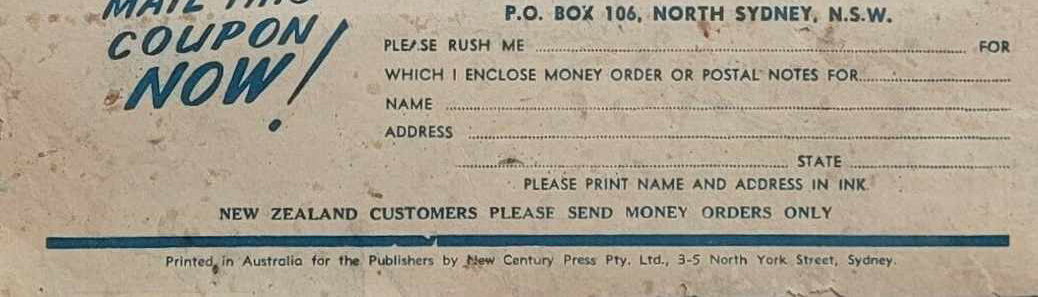 MAIL THIS
COUPON
NOW!
P.O. BOX 106, NORTH SYDNEY, N.S.W.
PLEASE RUSH ME ........ FOR
WHICH I ENCLOSE MONEY ORDER OR POSTAL NOTES FOR........
NAME ........
ADDRESS ........
........ STATE ........
PLEASE PRINT NAME AND ADDRESS IN INK.
NEW ZEALAND CUSTOMERS PLEASE SEND MONEY ORDERS ONLY
Printed in Australia for the Publishers by New Century Press Pty. Ltd., 3-5 North York Street, Sydney.